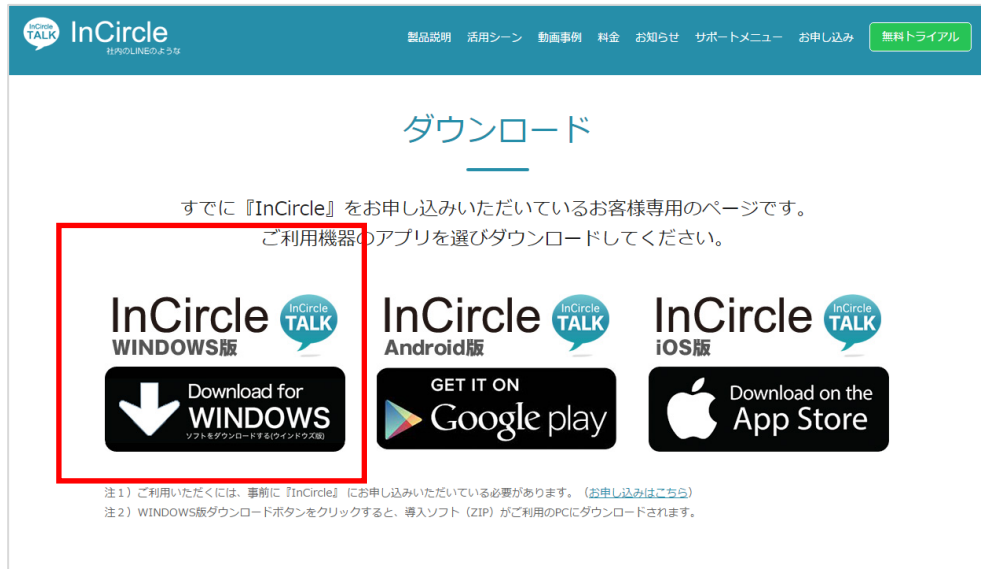 InCircle
TALK
InCircle
社内のLINEのような
製品説明 活用シーン 動画事例 料金 お知らせ サポートメニュー お申し込み 無料トライアル
ダウンロード
すでに『InCircle』をお申し込みいただいているお客様専用のページです。
ご利用機器のアプリを選びダウンロードしてください。
InCircle
WINDOWS版
InCircle
TALK
Download for
WINDOWS
ソフトをダウンロードする(ウインドウズ版)
InCircle
Android版
InCircle
TALK
GET IT ON
Google play
InCircle
iOS版
InCircle
TALK
Download on the
App Store
注1）ご利用いただくには、事前に『InCircle』 にお申し込みいただいている必要があります。（お申し込みはこちら）
注2）WINDOWS版ダウンロードボタンをクリックすると、導入ソフト（ZIP）がご利用のPCにダウンロードされます。